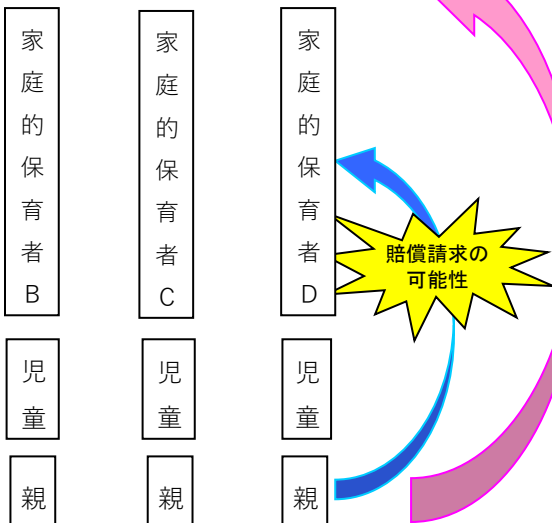 家庭的保育者B
家庭的保育者C
家庭的保育者D
賠償請求の
可能性
児童
児童
児童
親
親
親